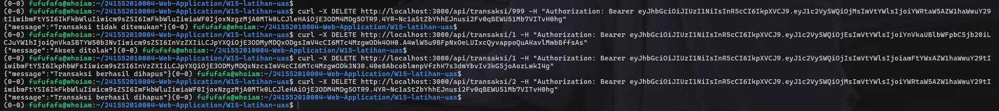 (0-0) fufufafa@whoiam:~/241552010004-Web-Application/W15-latihan-uas$
(0-0) fufufafa@whoiam:~/241552010004-Web-Application/W15-latihan-uas$ curl -X DELETE http://localhost:3000/api/transaksi/999 -H "Authorization: Bearer eyJhbGciOiJIUzI1NiIsInR5cCI6IkpXVCJ9.eyJ1c2VySWQiOjMsImVtYWlsIjoiYWRtaW5AZW1haWwuY29
tIiwibmFtYSI6IkFkbWluIiwicm9sZSI6ImFkbWluIiwiaWF0IjoxNzgzMjA0MTk0LCJleHAiOjE3ODM4MDg5OTR9.4YR-Nc1aStZbYhhEJnusi2Fv0qBEWU51Mb7VITvH0hg"
{"message":"Transaksi tidak ditemukan"}(0-0) fufufafa@whoiam:~/241552010004-Web-Application/W15-latihan-uas$
(0-0) fufufafa@whoiam:~/241552010004-Web-Application/W15-latihan-uas$ curl -X DELETE http://localhost:3000/api/transaksi/1 -H "Authorization: Bearer eyJhbGciOiJIUzI1NiIsInR5cCI6IkpXVCJ9.eyJ1c2VySWQiOjEsImVtYWlsIjoiYnVkaUBlbWFpbC5jb20iL
CJuYW1hIjoiQnVkaSBTYW50b3NvIiwicm9sZSI6InVzZXIiLCJpYXQiOjE3ODMyMDQxODgsImV4cCI6MTc4MzgwODk4OH0.A4wlW5u9BFpNxOeLUIxcQyvappoQuAkavlMmbBffsAs"
{"message":"Akses ditolak"}(0-0) fufufafa@whoiam:~/241552010004-Web-Application/W15-latihan-uas$
(0-0) fufufafa@whoiam:~/241552010004-Web-Application/W15-latihan-uas$ curl -X DELETE http://localhost:3000/api/transaksi/1 -H "Authorization: Bearer eyJhbGciOiJIUzI1NiIsInR5cCI6IkpXVCJ9.eyJ1c2VySWQiOjEsImVtYWlsIjoiamFtYWxAZW1haWwuY29tI
iwibmFtYSI6IkphbWFsIiwicm9sZSI6InVzZXIiLCJpYXQiOjE3ODMyMDQxNzcsImV4cCI6MTc4MzgwODk3N30.40e8AbcoblmnpVfzhK7s3dmYbvIv3kG5joAozLwkI4g"
{"message":"Transaksi berhasil dihapus"}(0-0) fufufafa@whoiam:~/241552010004-Web-Application/W15-latihan-uas$
(0-0) fufufafa@whoiam:~/241552010004-Web-Application/W15-latihan-uas$ curl -X DELETE http://localhost:3000/api/transaksi/2 -H "Authorization: Bearer eyJhbGciOiJIUzI1NiIsInR5cCI6IkpXVCJ9.eyJ1c2VySWQiOjMsImVtYWlsIjoiYWRtaW5AZW1haWwuY29tI
iwibmFtYSI6IkFkbWluIiwicm9sZSI6ImFkbWluIiwiaWF0IjoxNzgzMjA0MTk0LCJleHAiOjE3ODM4MDg5OTR9.4YR-Nc1aStZbYhhEJnusi2Fv0qBEWU51Mb7VITvH0hg"
{"message":"Transaksi berhasil dihapus"}(0-0) fufufafa@whoiam:~/241552010004-Web-Application/W15-latihan-uas$
(0-0) fufufafa@whoiam:~/241552010004-Web-Application/W15-latihan-uas$